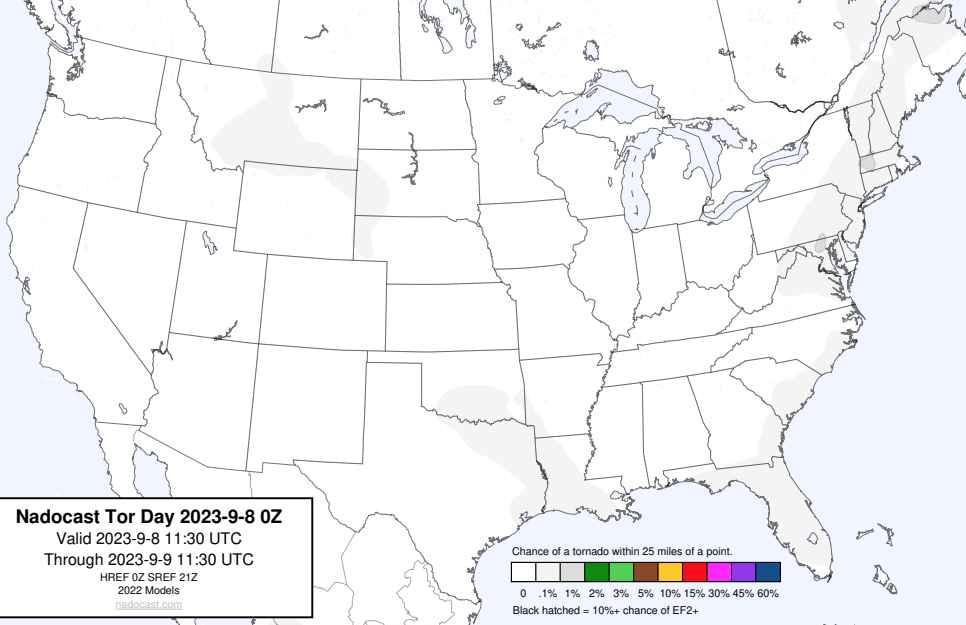 Nadocast Tor Day 2023-9-8 0Z
Valid 2023-9-8 11:30 UTC
Through 2023-9-9 11:30 UTC
HREF 0Z SREF 21Z
2022 Models
nadocast.com
Chance of a tornado within 25 miles of a point.
0 .1% 1% 2% 3% 5% 10% 15% 30% 45% 60%
Black hatched = 10%+ chance of EF2+